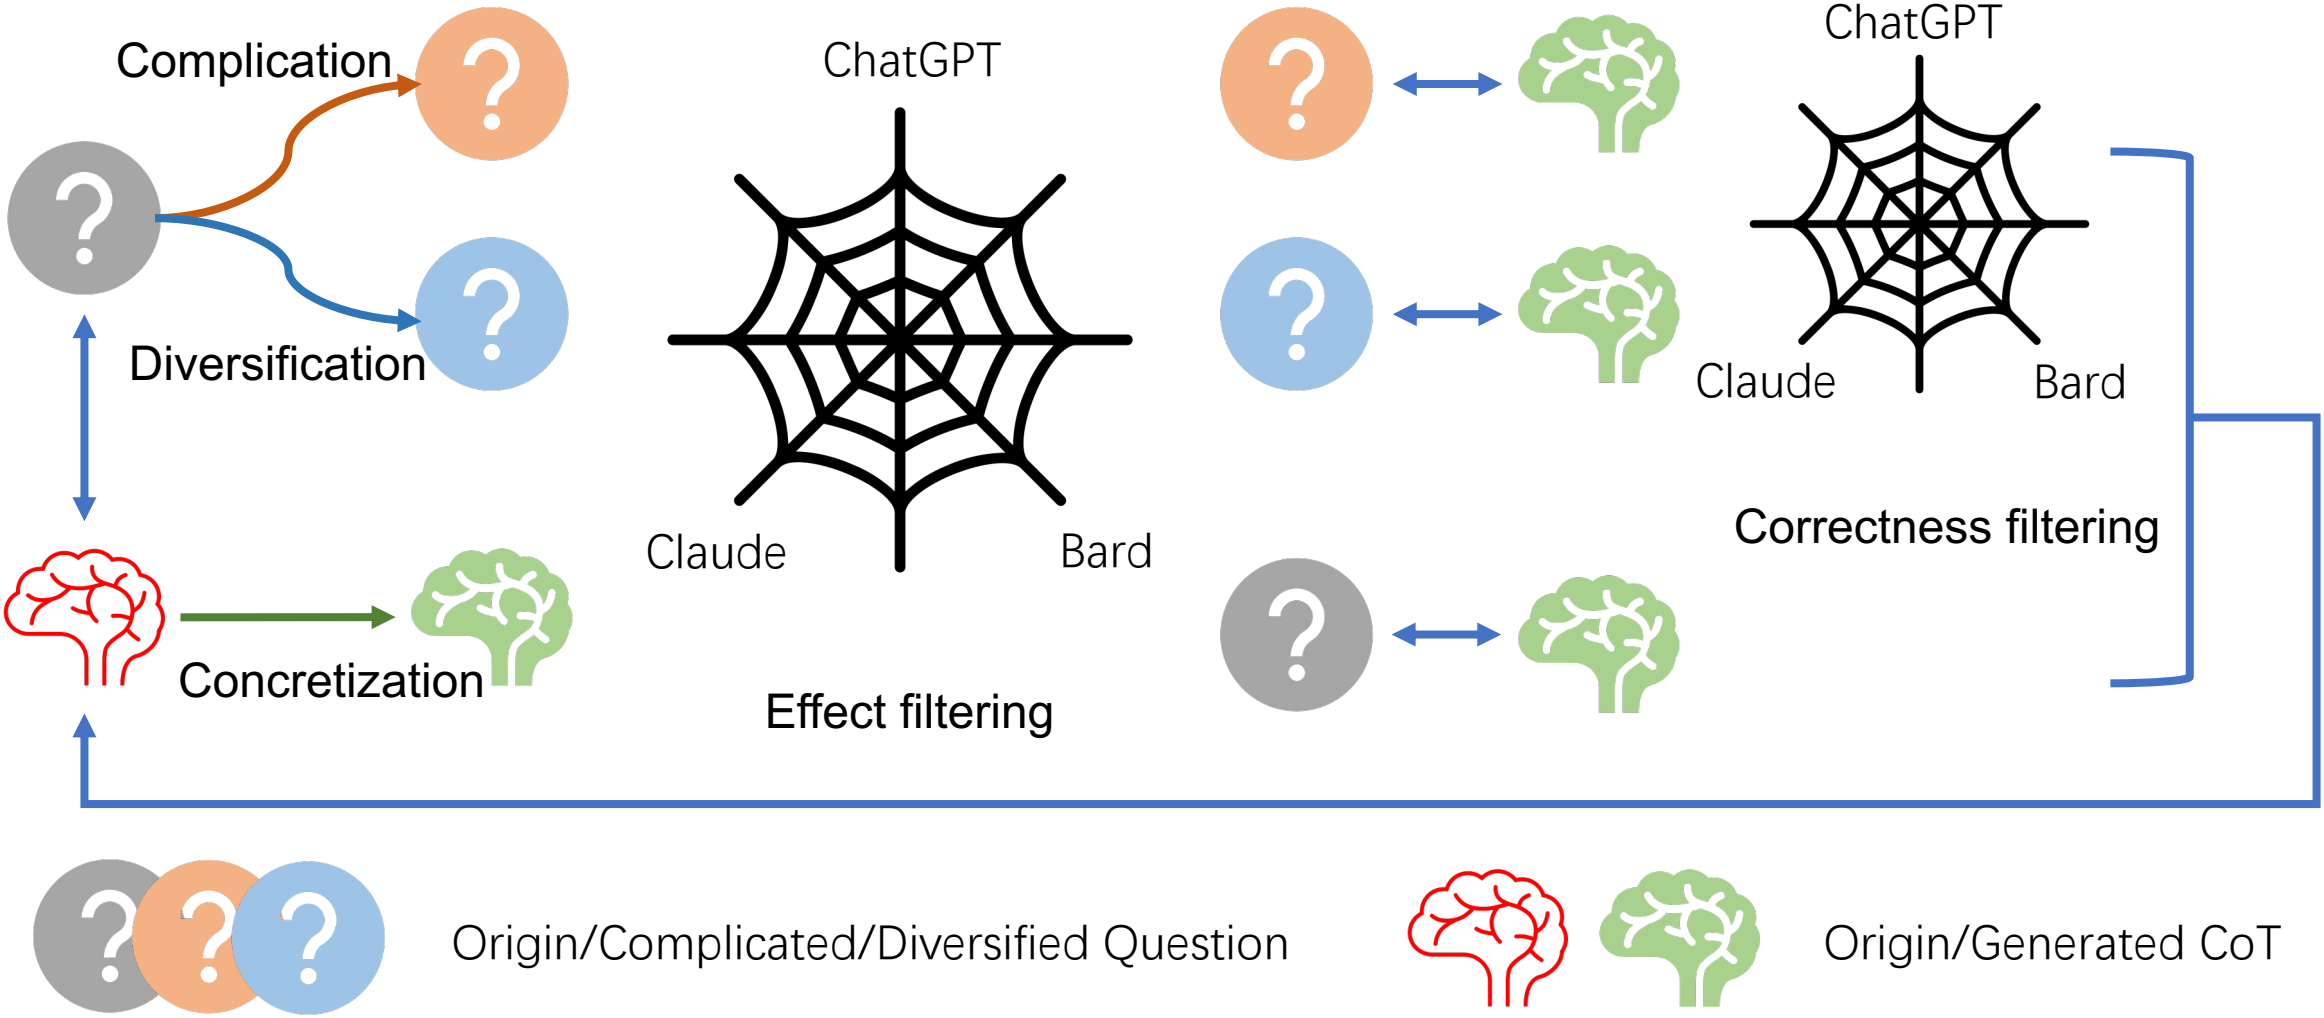 Complication
Diversification
Concretization
ChatGPT
Claude
Bard
Effect filtering
ChatGPT
Claude
Bard
Correctness filtering
Origin/Complicated/Diversified Question
Origin/Generated CoT